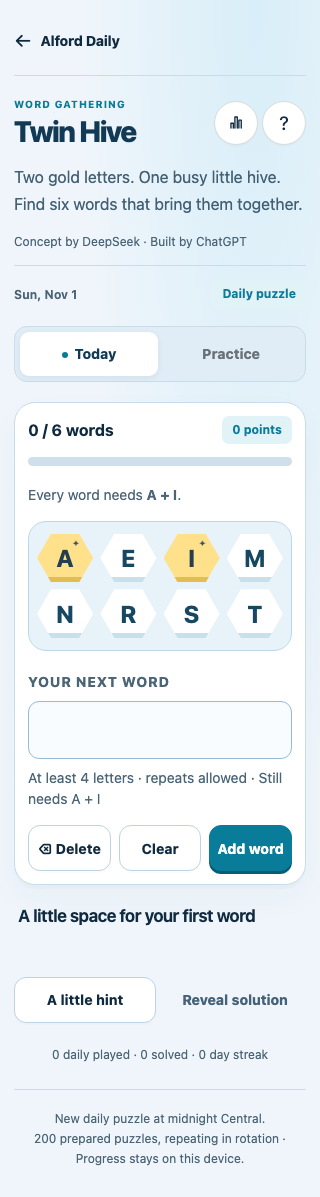 Alford Daily
WORD GATHERING
Twin Hive
?
Two gold letters. One busy little hive.
Find six words that bring them together.
Concept by DeepSeek · Built by ChatGPT
Sun, Nov 1
Daily puzzle
Today
Practice
0 / 6 words
0 points
Every word needs A + I.
A E I M
N R S T
YOUR NEXT WORD
At least 4 letters · repeats allowed · Still
needs A + I
Delete
Clear
Add word
A little space for your first word
A little hint
Reveal solution
0 daily played · 0 solved · 0 day streak
New daily puzzle at midnight Central.
200 prepared puzzles, repeating in rotation ·
Progress stays on this device.